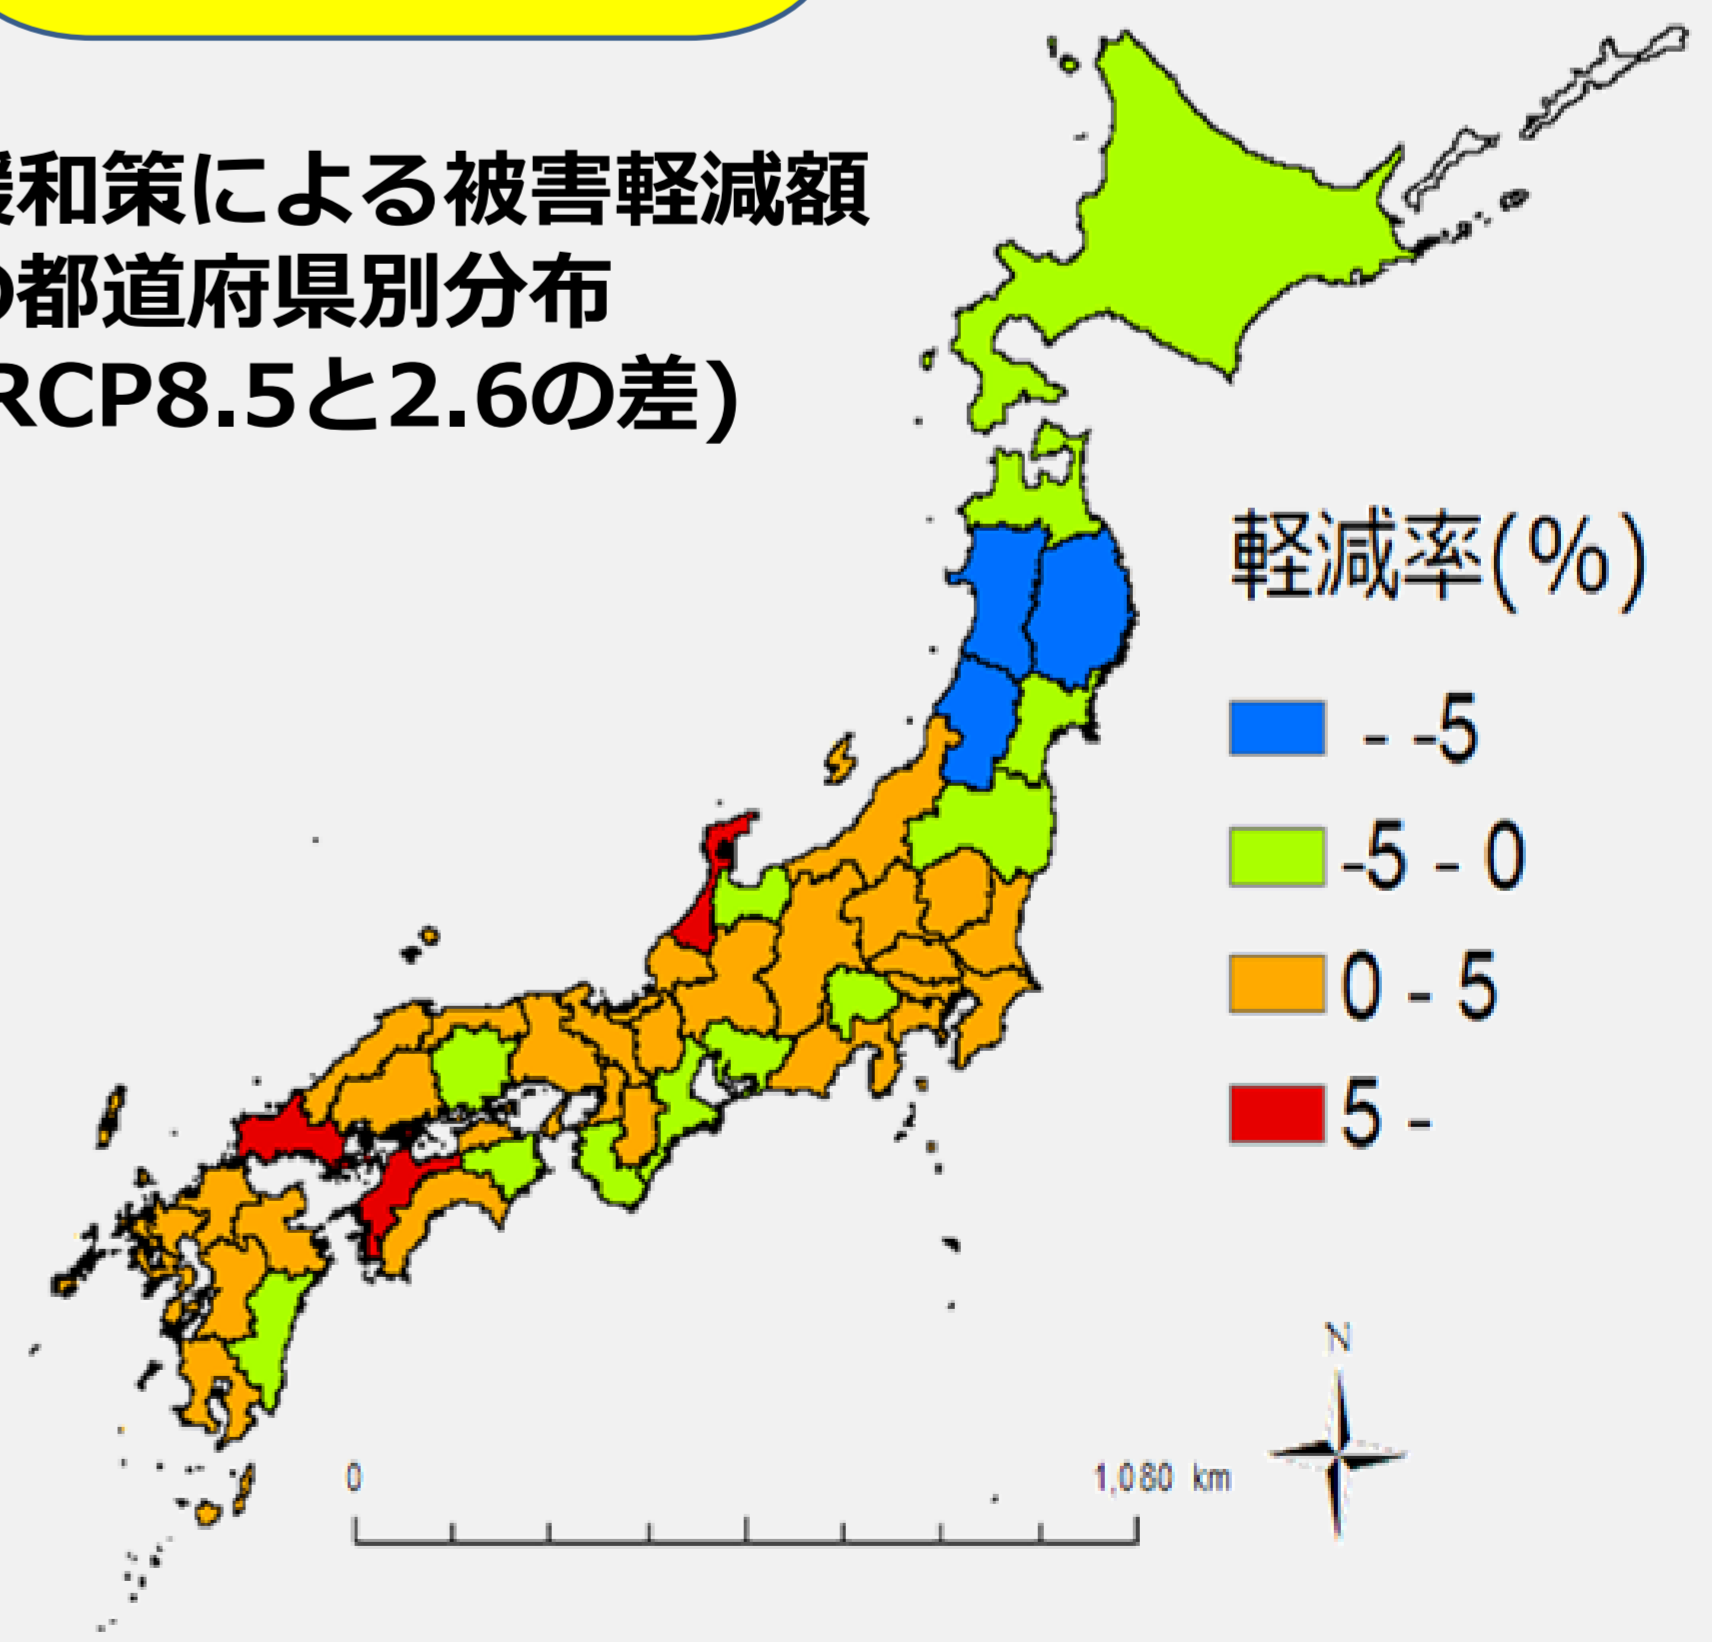 和策による被害軽減額
都道府県別分布
RCP8.5と2.6の差)
軽減率(%)
- -5
-5 - 0
0 - 5
5 -
N
0 1,080 km